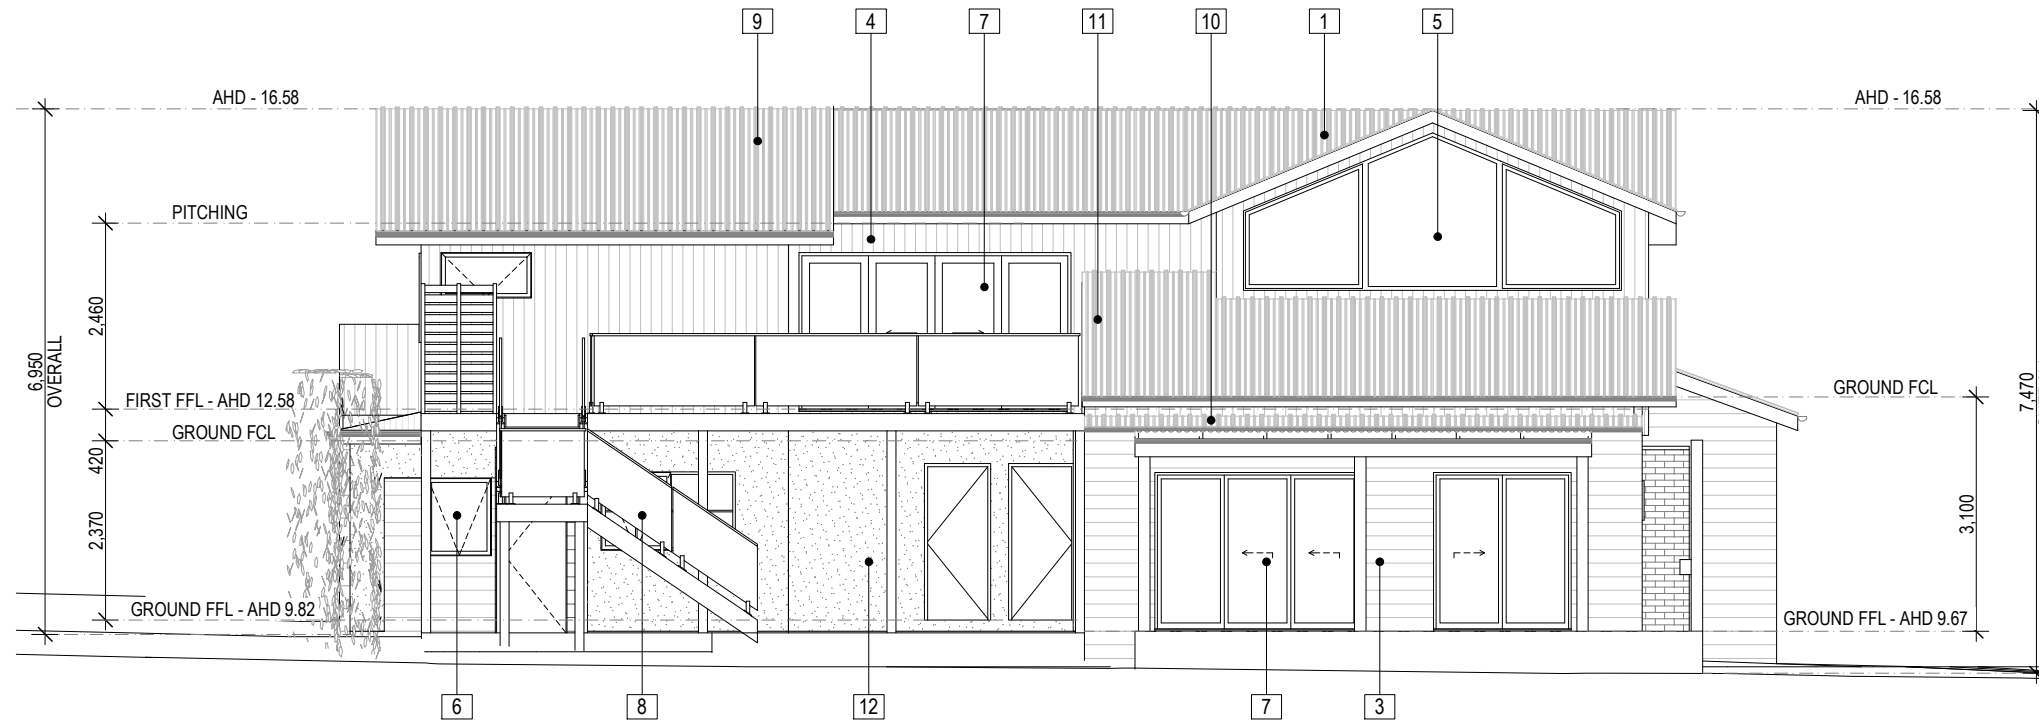 9
4
7
11
10
1
5
AHD - 16.58
AHD - 16.58
PITCHING
2,460
6,950
OVERALL
FIRST FFL - AHD 12.58
GROUND FCL
GROUND FCL
7,470
420
2,370
3,100
GROUND FFL - AHD 9.82
GROUND FFL - AHD 9.67
6
8
12
7
3